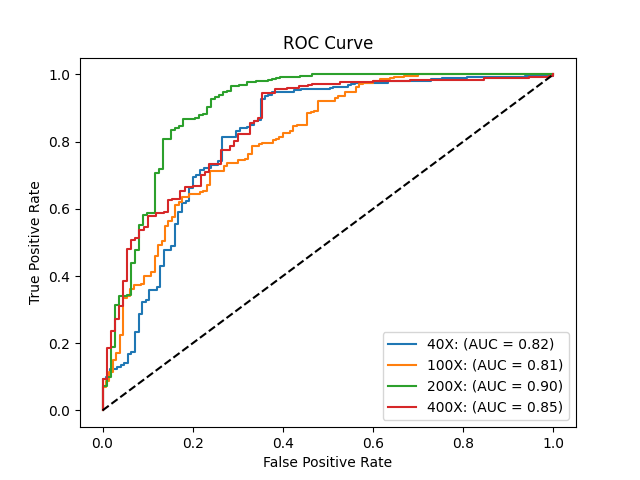 ROC Curve
True Positive Rate
1.0
0.8
0.6
0.4
0.2
0.0
0.0 0.2 0.4 0.6 0.8 1.0
False Positive Rate
40X: (AUC = 0.82)
100X: (AUC = 0.81)
200X: (AUC = 0.90)
400X: (AUC = 0.85)